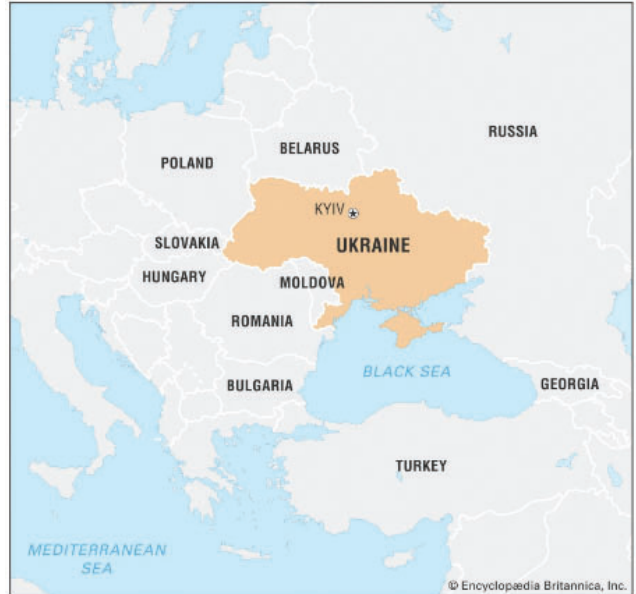 RUSSIA
BELARUS
POLAND
KYIV
SLOVAKIA
UKRAINE
HUNGARY
MOLDOVA
ROMANIA
BLACK SEA
BULGARIA
GEORGIA
TURKEY
MEDITERRANEAN
SEA
© Encyclopædia Britannica, Inc.